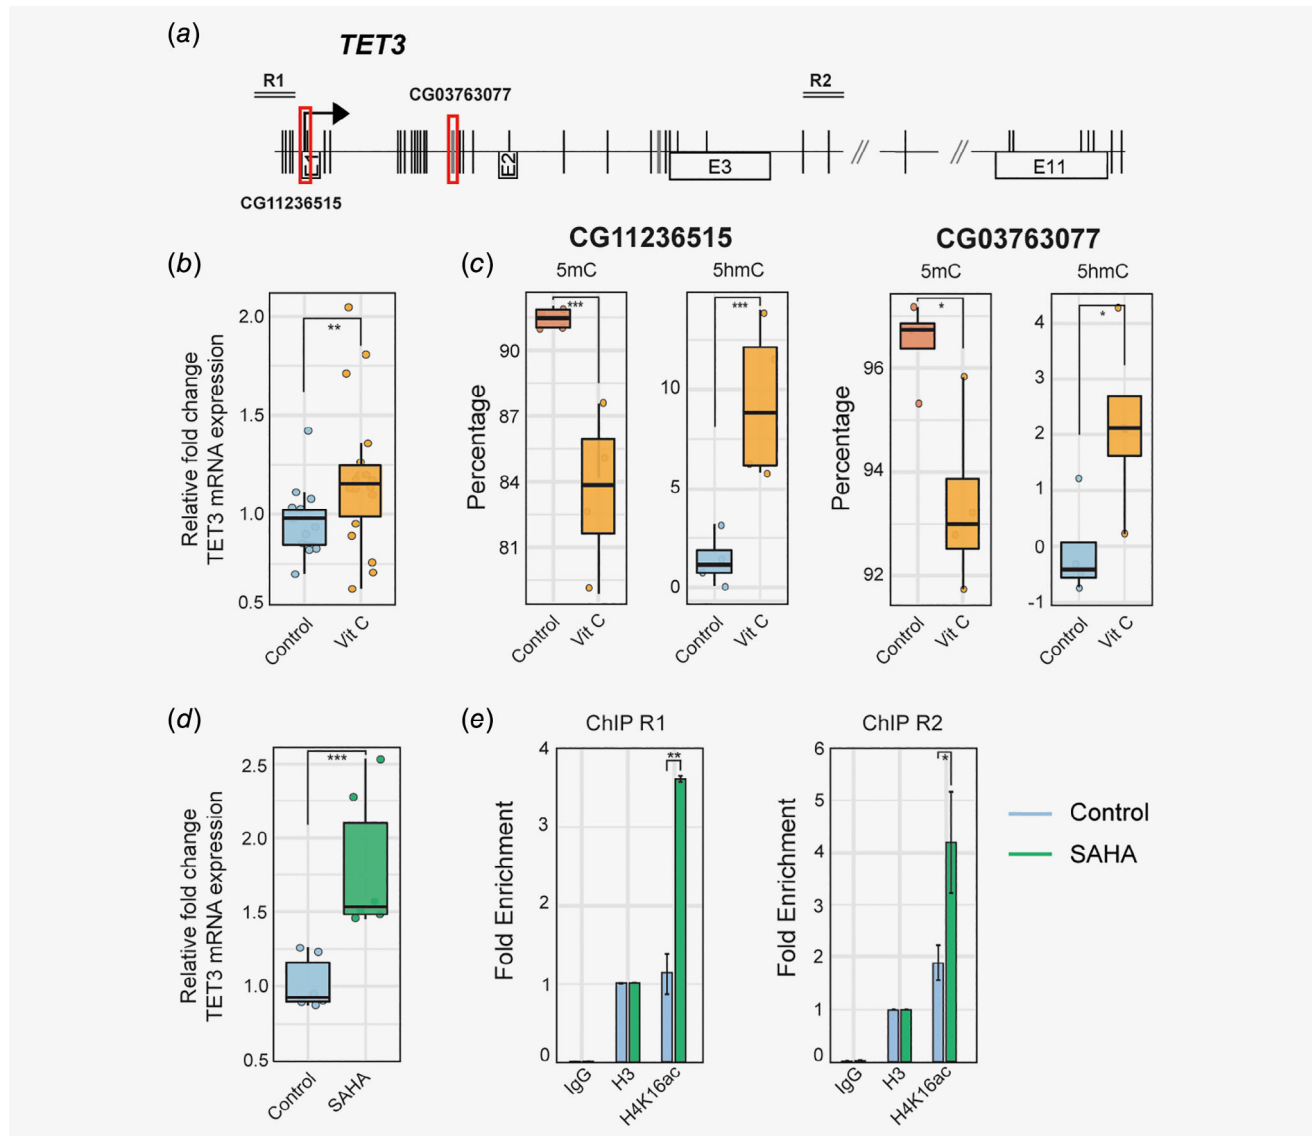 (a)
TET3
R1
R2
CG03763077
E1
E2
E3
E11
CG11236515
(b)
Relative fold change
TET3 mRNA expression
2.0
1.5
1.0
0.5
**
Control
Vit C
(c)
CG11236515
CG03763077
5mC
5hmC
5mC
5hmC
Percentage
90
87
84
81
***
Control
Vit C
10
5
0
***
Control
Vit C
Percentage
96
94
92
*
Control
Vit C
4
3
2
1
0
-1
*
Control
Vit C
(d)
Relative fold change
TET3 mRNA expression
2.5
2.0
1.5
1.0
0.5
***
Control
SAHA
(e)
ChIP R1
Fold Enrichment
4
3
2
1
0
**
IgG
H3
H4K16ac
ChIP R2
Fold Enrichment
6
5
4
3
2
1
0
*
IgG
H3
H4K16ac
Control
SAHA